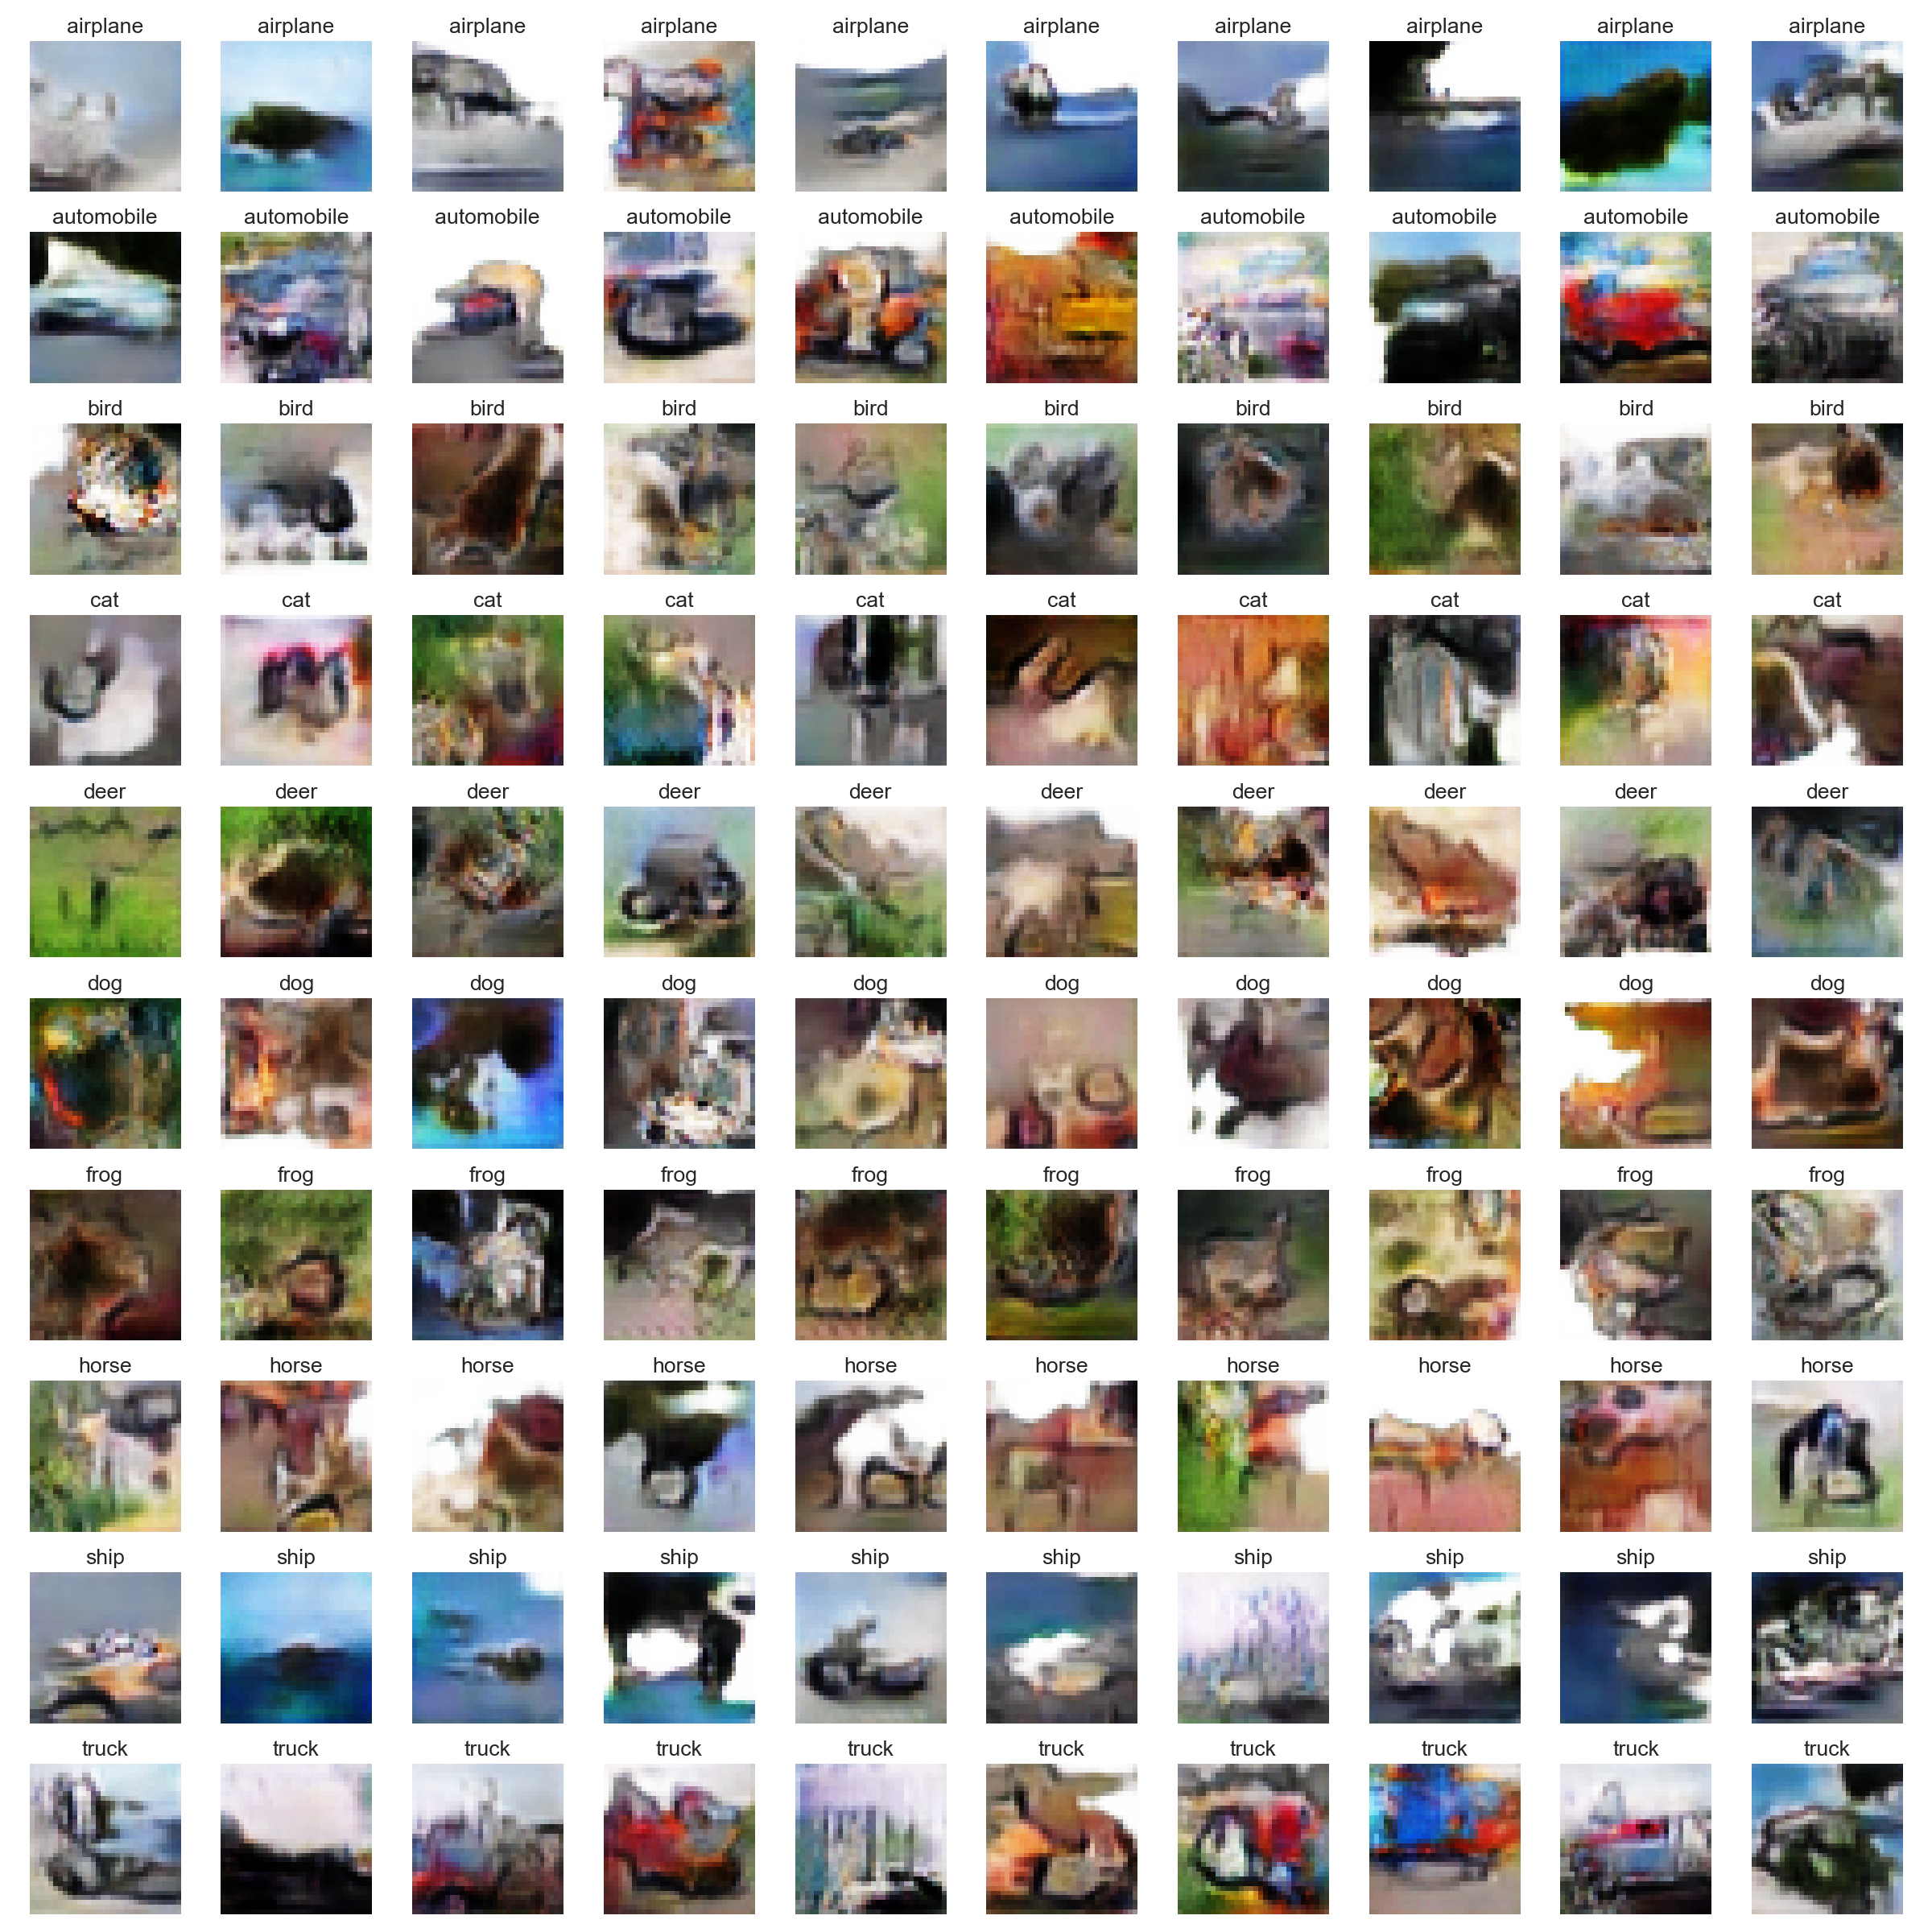 airplane airplane airplane airplane airplane airplane airplane airplane airplane airplane
automobile automobile automobile automobile automobile automobile automobile automobile automobile automobile
bird bird bird bird bird bird bird bird bird bird
cat cat cat cat cat cat cat cat cat cat
deer deer deer deer deer deer deer deer deer deer
dog dog dog dog dog dog dog dog dog dog
frog frog frog frog frog frog frog frog frog frog
horse horse horse horse horse horse horse horse horse horse
ship ship ship ship ship ship ship ship ship ship
truck truck truck truck truck truck truck truck truck truck